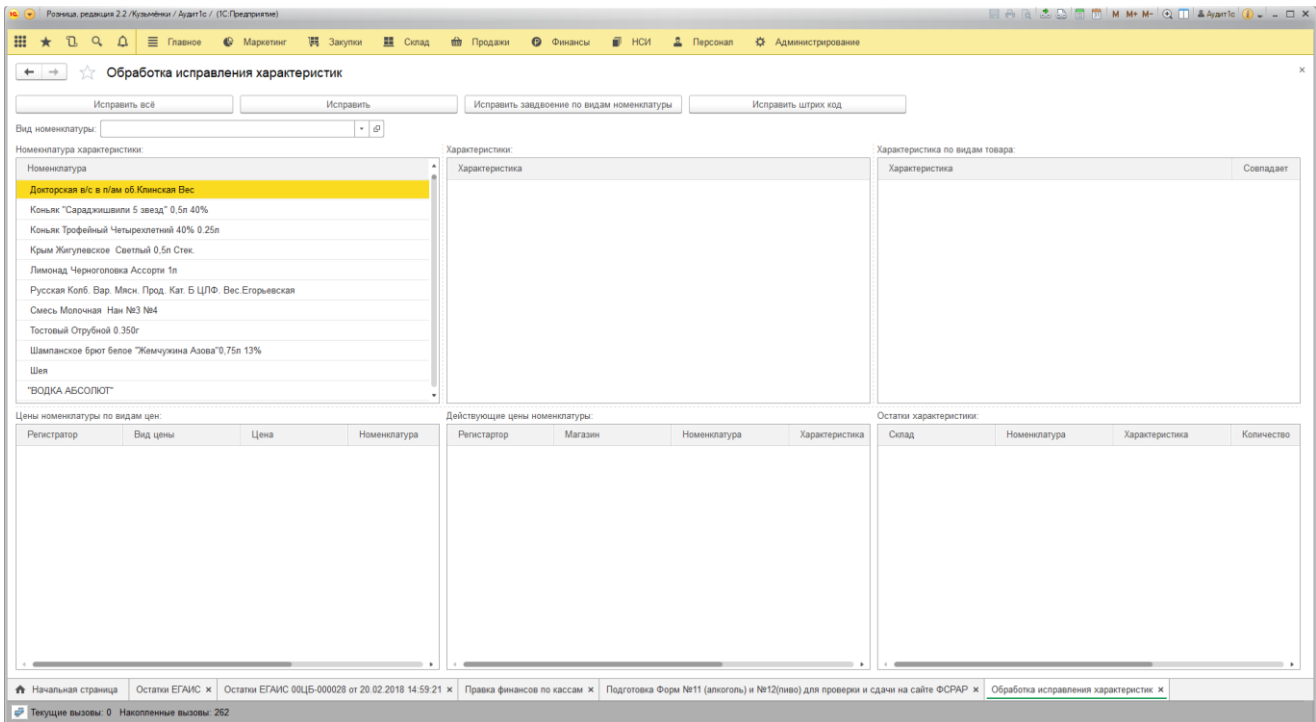 Розница, редакция 2.2 /Кузьмёнки / Аудит1с / (1С:Предприятие)
M M+ M- Аудит1с
Главное Маркетинг Закупки Склад Продажи Финансы НСИ Персонал Администрирование
Обработка исправления характеристик
Исправить всё Исправить Исправить завдвоение по видам номенклатуры Исправить штрих код
Вид номенклатуры:
Номенклатура характеристики: Характеристики: Характеристика по видам товара:
Номенклатура Характеристика Характеристика Совпадает
Докторская в/с в п/ам об.Клинская Вес
Коньяк "Сараджишвили 5 звезд" 0,5л 40%
Коньяк Трофейный Четырехлетний 40% 0.25л
Крым Жигулевское Светлый 0,5л Стек.
Лимонад Черноголовка Ассорти 1л
Русская Колб. Вар. Мясн. Прод. Кат. Б ЦЛФ. Вес.Егорьевская
Смесь Молочная Нан №3 №4
Тостовый Отрубной 0.350г
Шампанское брют белое "Жемчужина Азова"0,75л 13%
Шея
"ВОДКА АБСОЛЮТ"
Цены номенклатуры по видам цен: Действующие цены номенклатуры: Остатки характеристики:
Регистратор Вид цены Цена Номенклатура Регистартор Магазин Номенклатура Характеристика Склад Номенклатура Характеристика Количество
Начальная страница Остатки ЕГАИС Остатки ЕГАИС 00ЦБ-000028 от 20.02.2018 14:59:21 Правка финансов по кассам Подготовка Форм №11 (алкоголь) и №12(пиво) для проверки и сдачи на сайте ФСРАР Обработка исправления характеристик
Текущие вызовы: 0 Накопленные вызовы: 262